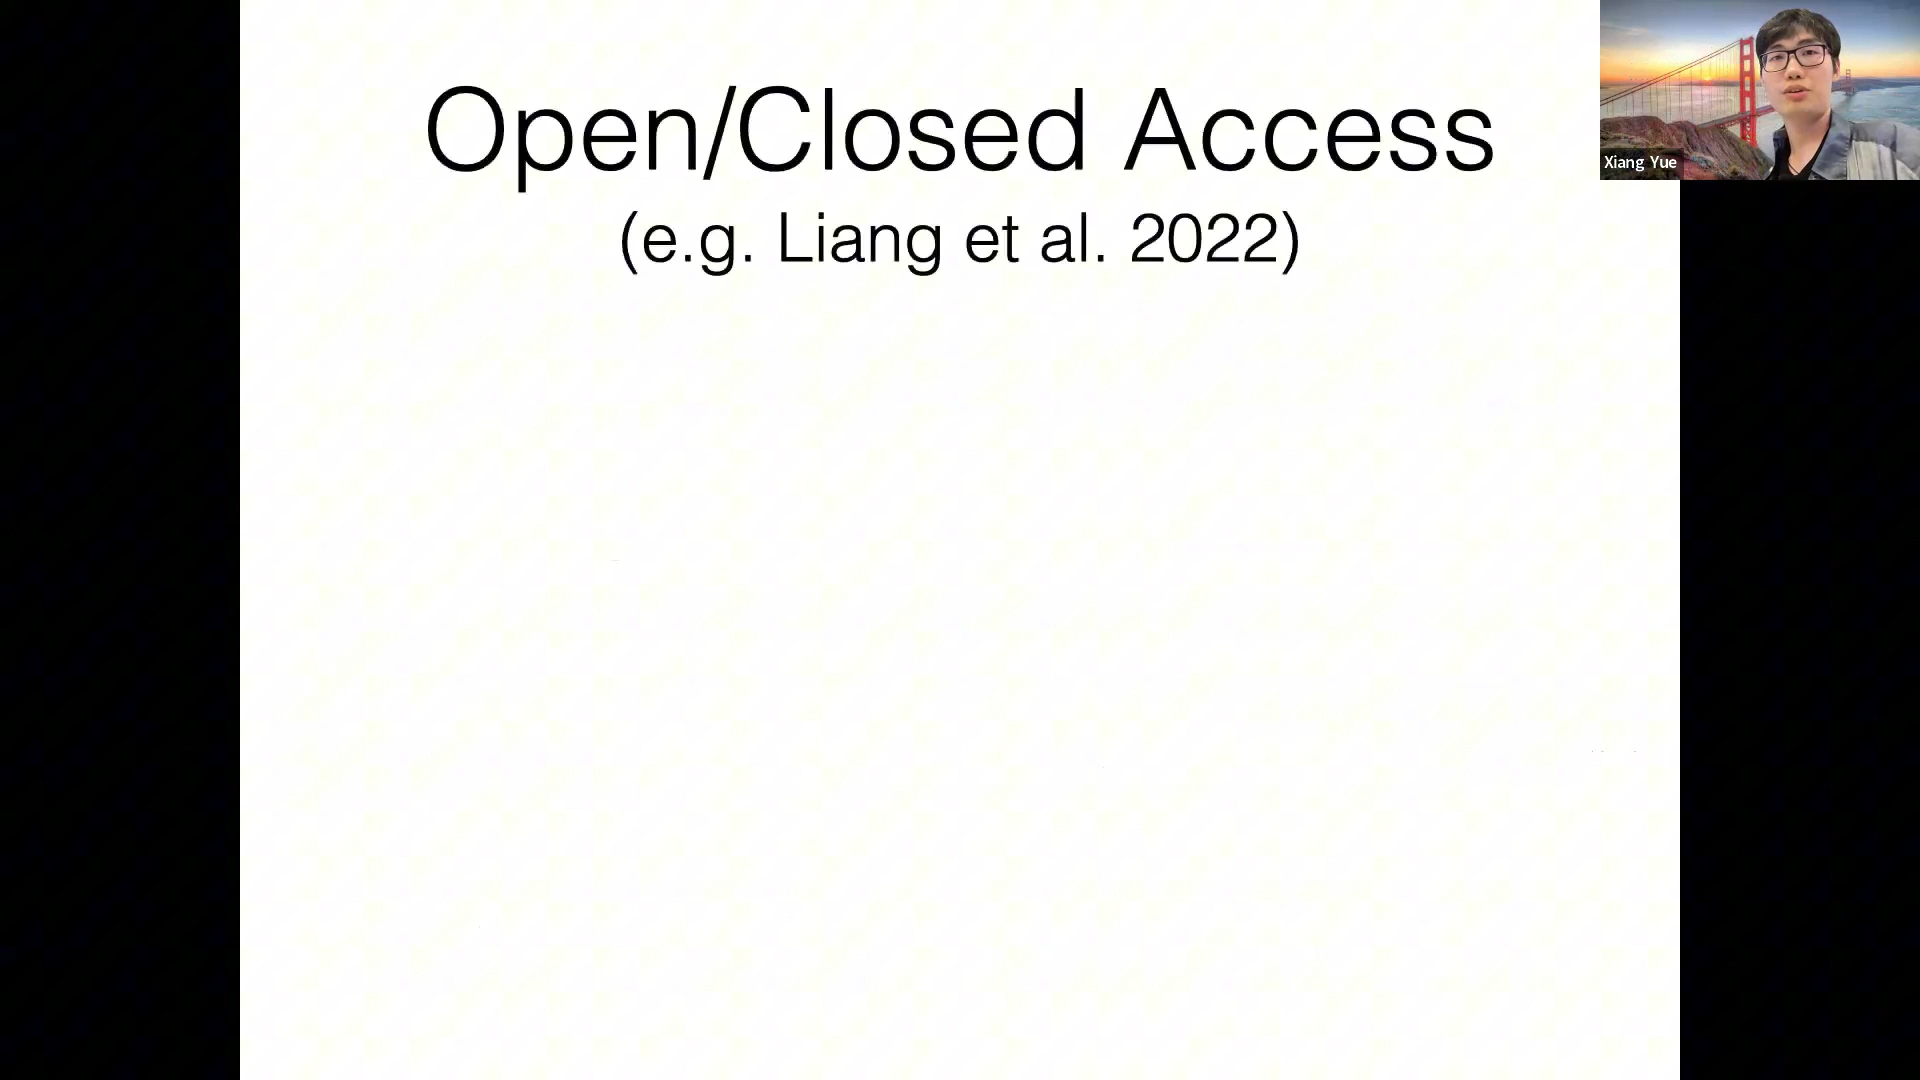 Open/Closed Access
(e.g. Liang et al. 2022)
Xiang Yue